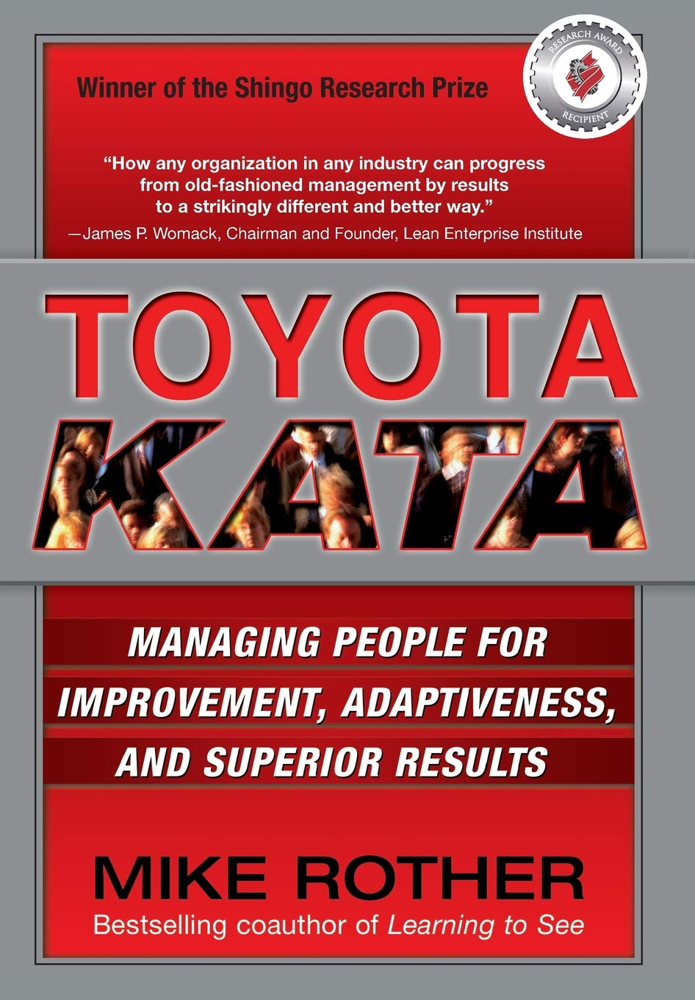 RESEARCH AWARD
RECIPIENT
Winner of the Shingo Research Prize
“How any organization in any industry can progress
from old-fashioned management by results
to a strikingly different and better way.”
—James P. Womack, Chairman and Founder, Lean Enterprise Institute
TOYOTA
KATA
MANAGING PEOPLE FOR
IMPROVEMENT, ADAPTIVENESS,
AND SUPERIOR RESULTS
MIKE ROTHER
Bestselling coauthor of Learning to See